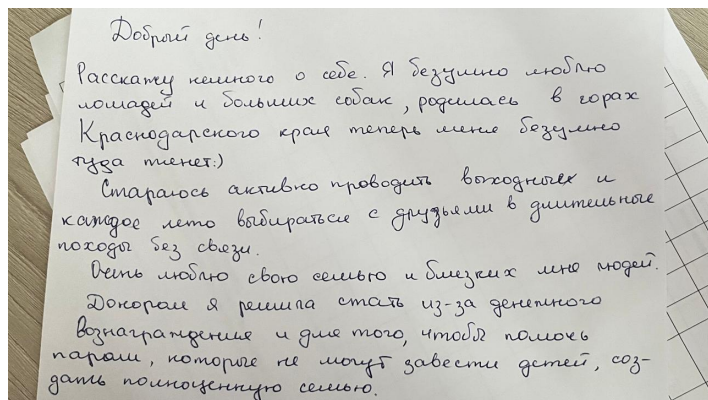 Добрый день!
Расскажу немного о себе. Я безумно люблю
лошадей и больших собак, родилась в горах
Краснодарского края теперь меня безумно
туда тянет:)
Стараюсь активно проводить выходные и
каждое лето выбираться с друзьями в длительные
походы без связи.
Очень люблю свою семью и близких мне людей.
Донором я решила стать из-за денежного
вознаграждения и для того, чтобы помочь
парам, которые не могут завести детей, соз-
дать полноценную семью.